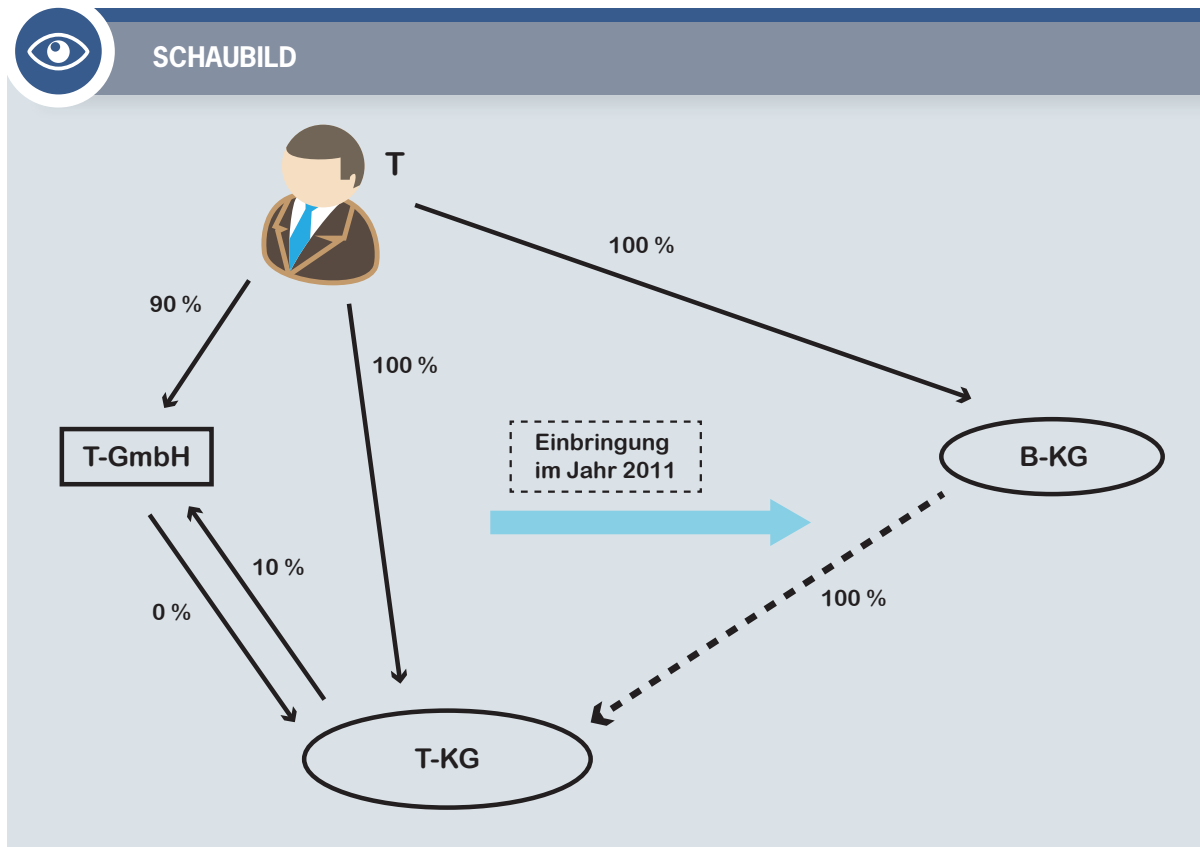 SCHAUBILD
T
100 %
90 %
100 %
T-GmbH
Einbringung
im Jahr 2011
B-KG
10 %
0 %
100 %
T-KG